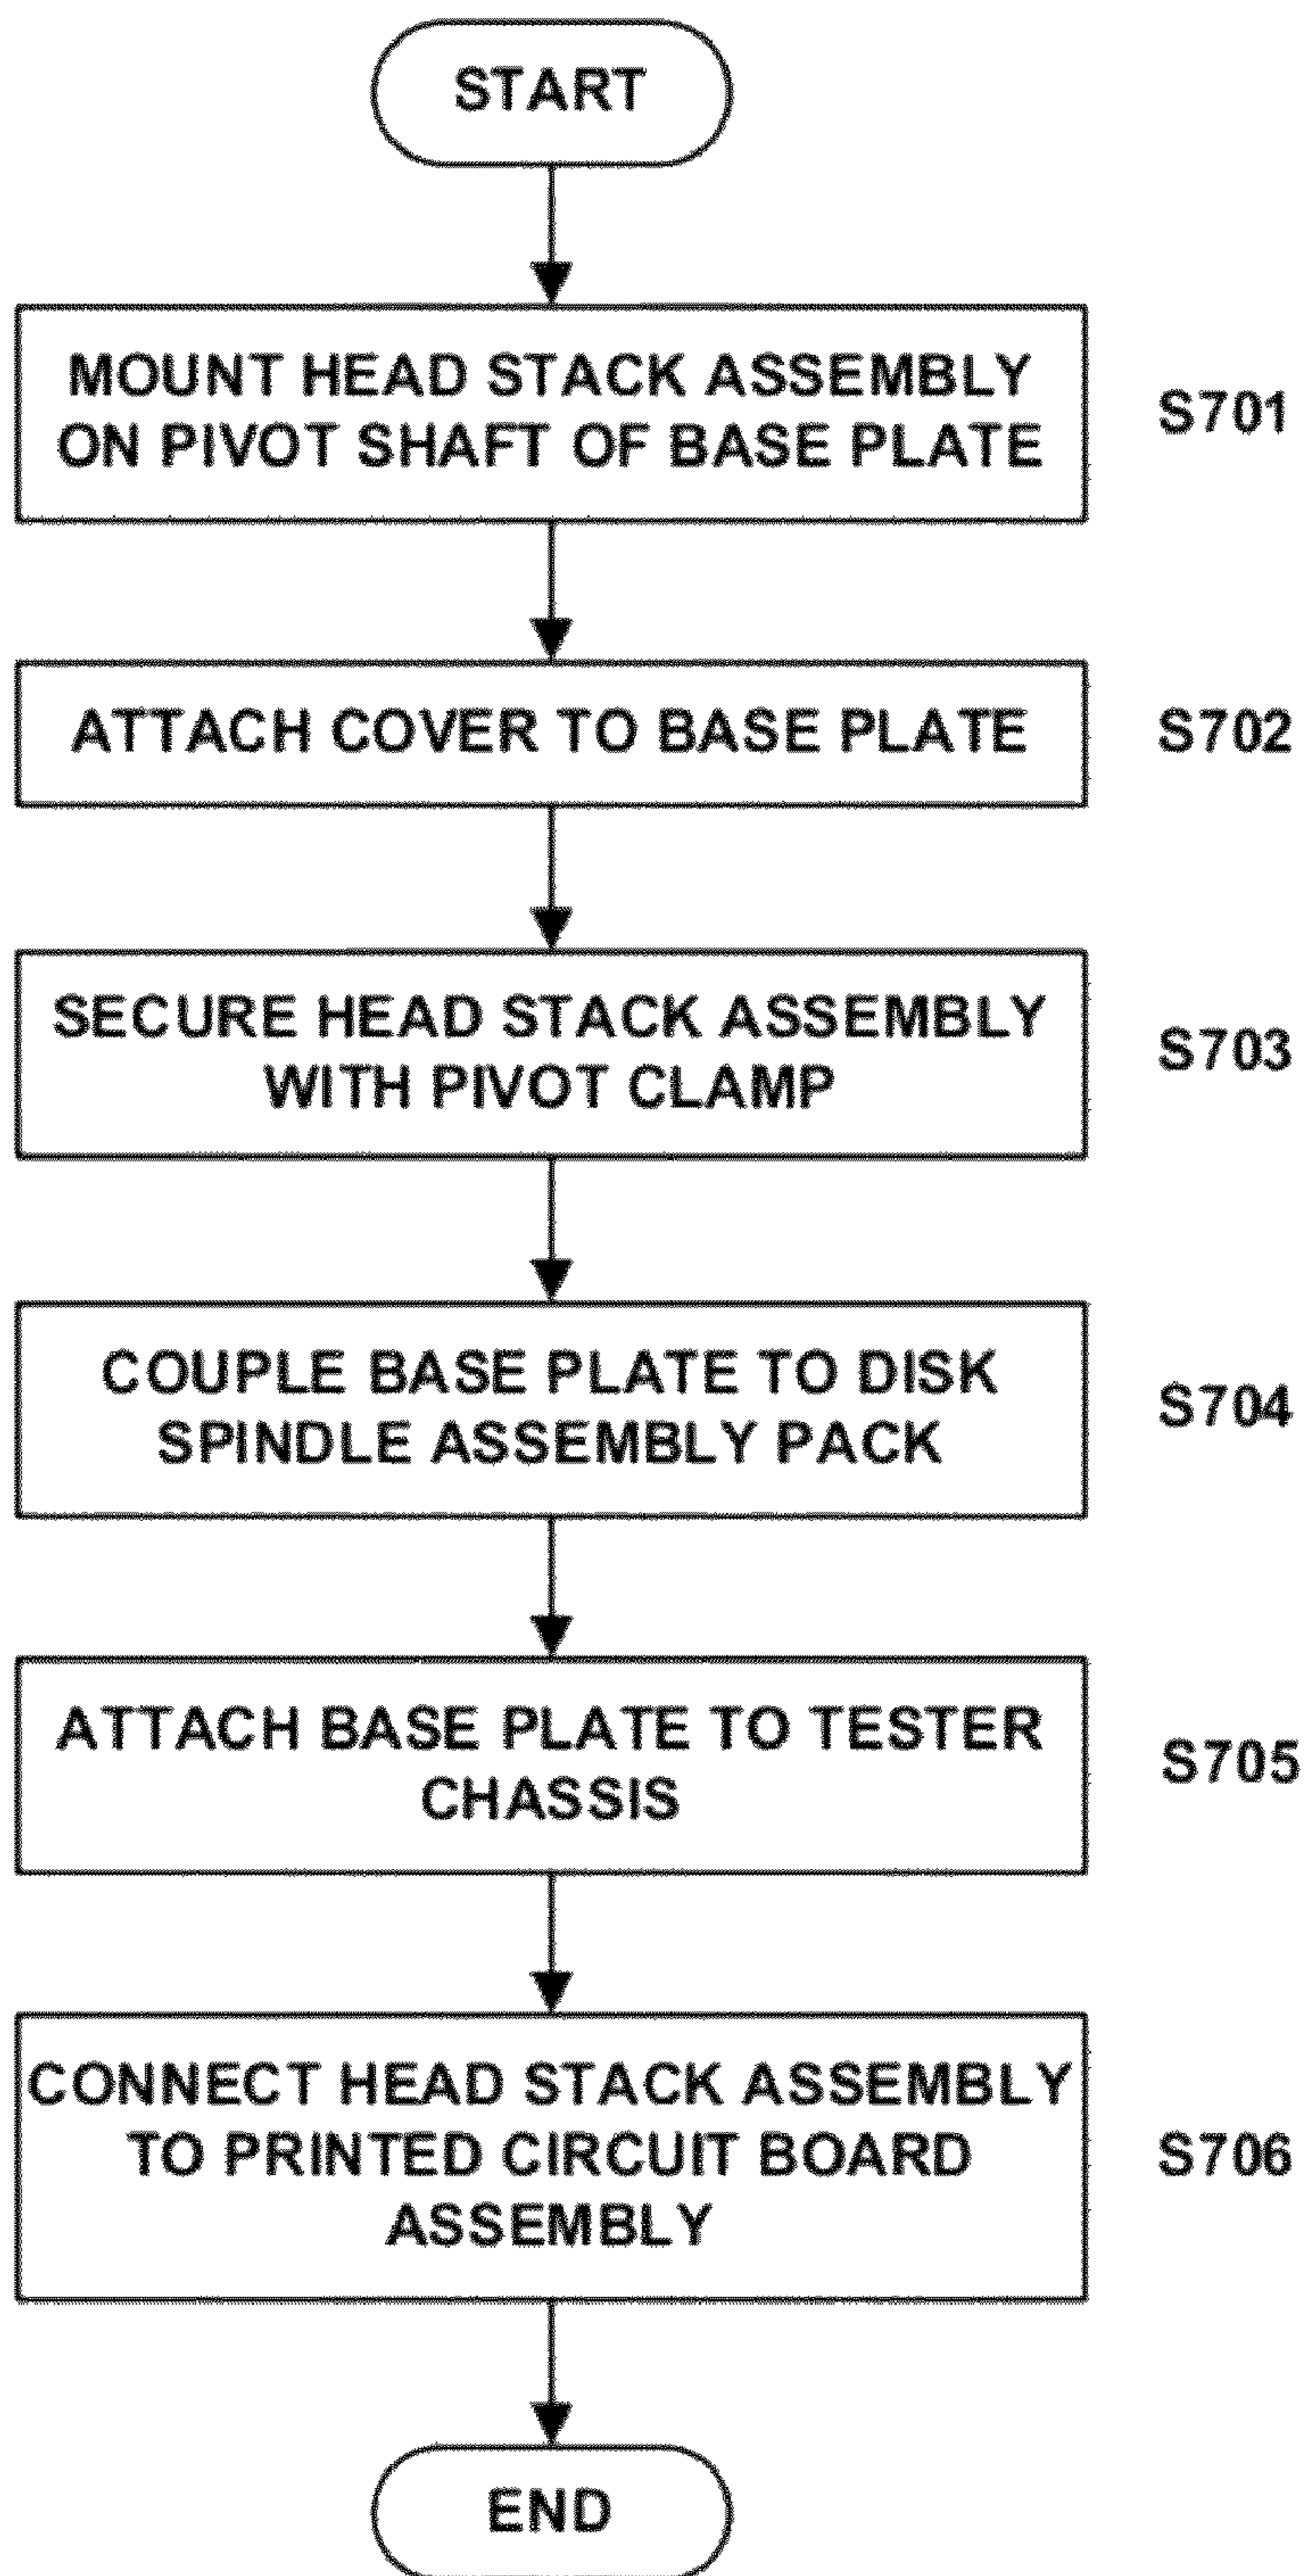 START
MOUNT HEAD STACK ASSEMBLY
ON PIVOT SHAFT OF BASE PLATE
S701
ATTACH COVER TO BASE PLATE
S702
SECURE HEAD STACK ASSEMBLY
WITH PIVOT CLAMP
S703
COUPLE BASE PLATE TO DISK
SPINDLE ASSEMBLY PACK
S704
ATTACH BASE PLATE TO TESTER
CHASSIS
S705
CONNECT HEAD STACK ASSEMBLY
TO PRINTED CIRCUIT BOARD
ASSEMBLY
S706
END